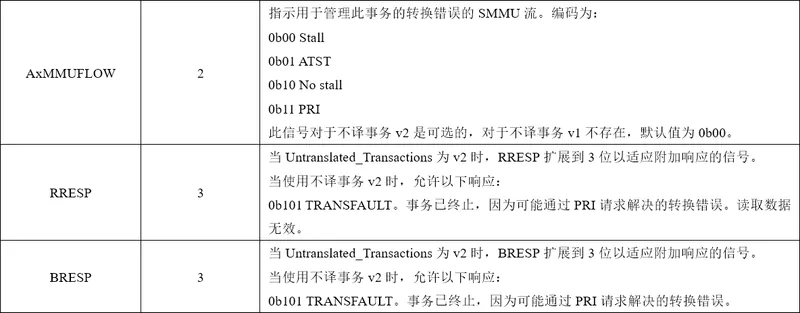 指示用于管理此事务的转换错误的 SMMU 流。编码为：
0b00 Stall
0b01 ATST
AxMMUFLOW
2
0b10 No stall
0b11 PRI
此信号对于不译事务 v2 是可选的，对于不译事务 v1 不存在，默认值为 0b00。
当 Untranslated_Transactions 为 v2 时，RRESP 扩展到 3 位以适应附加响应的信号。
当使用不译事务 v2 时，允许以下响应：
RRESP
3
0b101 TRANSFAULT。事务已终止，因为可能通过 PRI 请求解决的转换错误。读取数据
无效。
当 Untranslated_Transactions 为 v2 时，BRESP 扩展到 3 位以适应附加响应的信号。
BRESP
3
当使用不译事务 v2 时，允许以下响应：
0b101 TRANSFAULT。事务已终止，因为可能通过 PRI 请求解决的转换错误。